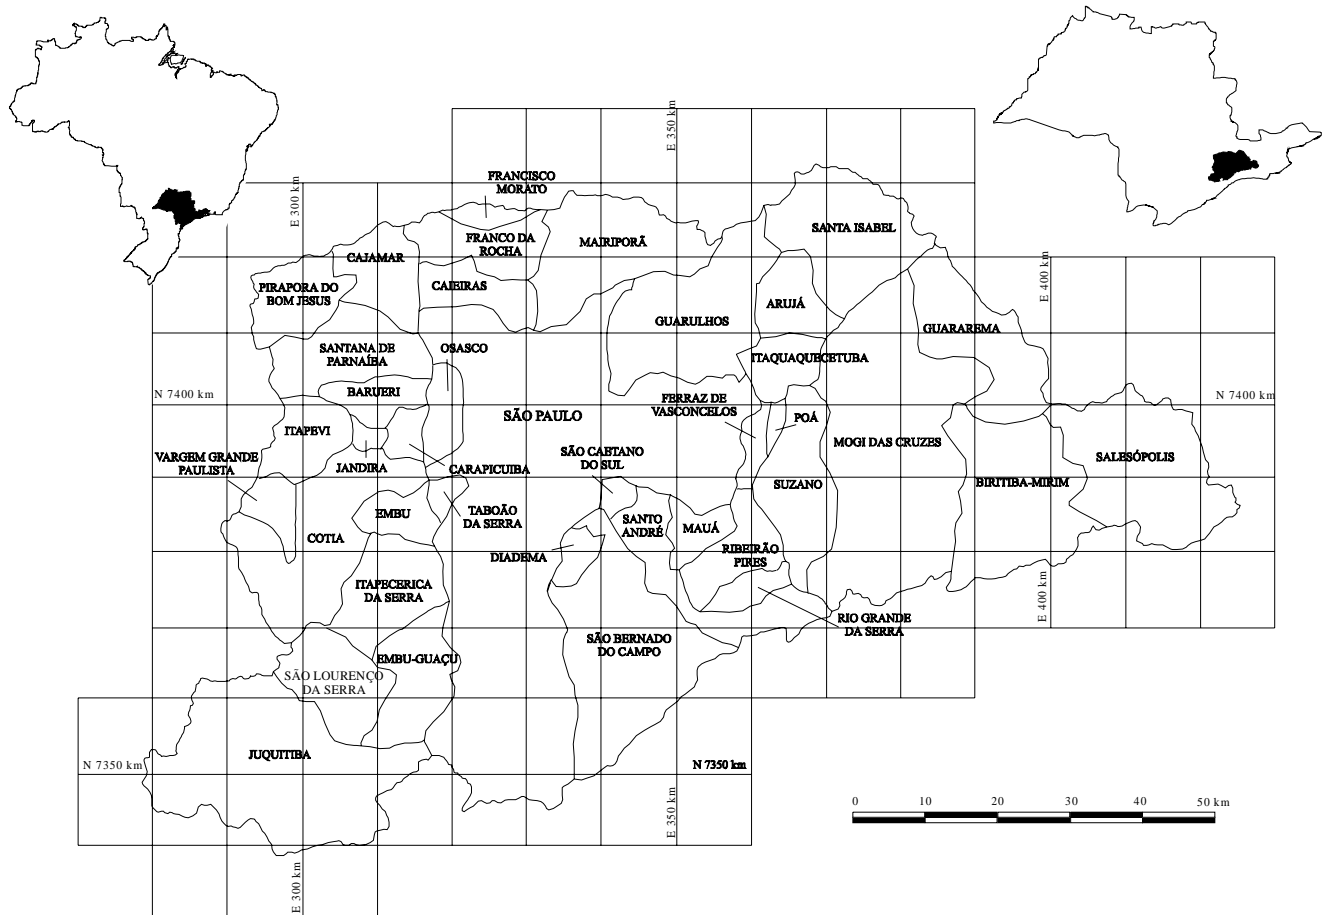 E 350 km
FRANCISCO
MORATO
E 300 km
SANTA ISABEL
FRANCO DA
ROCHA
MAIRIPORÃ
CAJAMAR
E 400 km
PIRAPORA DO
BOM JESUS
CAIEIRAS
ARUJÁ
GUARULHOS
GUARAREMA
SANTANA DE
PARNAÍBA
OSASCO
ITAQUAQUECETUBA
N 7400 km
BARUERI
FERRAZ DE
VASCONCELOS
N 7400 km
SÃO PAULO
POÁ
ITAPEVI
MOGI DAS CRUZES
VARGEM GRANDE
PAULISTA
JANDIRA
CARAPICUIBA
SÃO CAETANO
DO SUL
SALESÓPOLIS
SUZANO
BIRITIBA-MIRIM
EMBU
TABOÃO
DA SERRA
SANTO
ANDRÉ
MAUÁ
COTIA
DIADEMA
RIBEIRÃO
PIRES
ITAPECERICA
DA SERRA
E 400 km
RIO GRANDE
DA SERRA
SÃO BERNADO
DO CAMPO
EMBU-GUAÇU
SÃO LOURENÇO
DA SERRA
JUQUITIBA
N 7350 km
N 7350 km
E 350 km
0 10 20 30 40 50 km
E 300 km